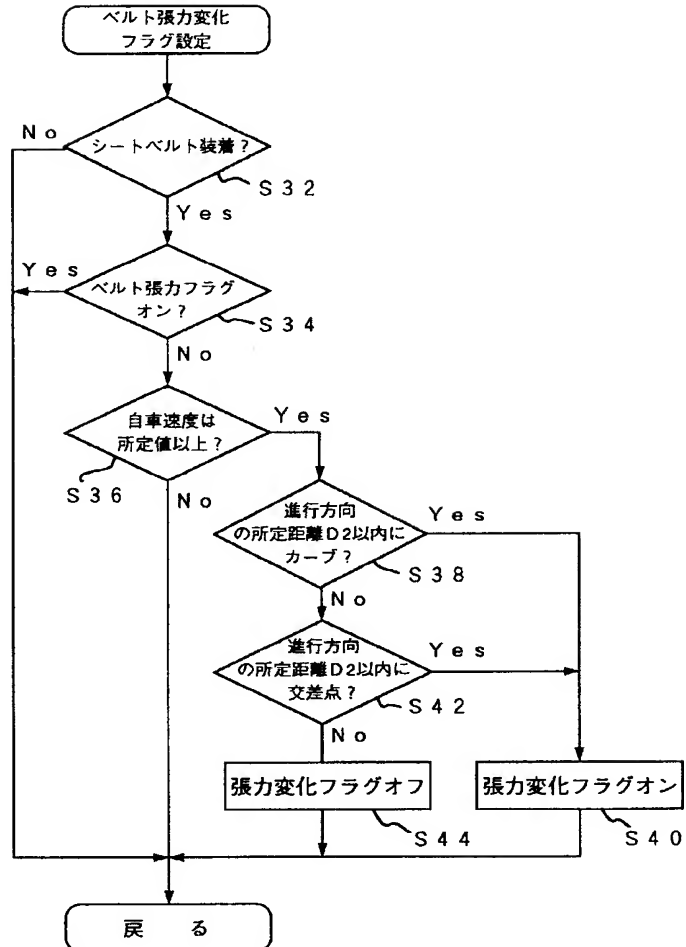 ベルト張力変化
フラグ設定
No
シートベルト装着？
S32
Yes
Yes
ベルト張力フラグ
オン？
S34
No
自車速度は
所定値以上？
Yes
S36
No
進行方向
の所定距離D2以内に
カーブ？
Yes
S38
No
進行方向
の所定距離D2以内に
交差点？
Yes
S42
No
張力変化フラグオフ
張力変化フラグオン
S44
S40
戻る